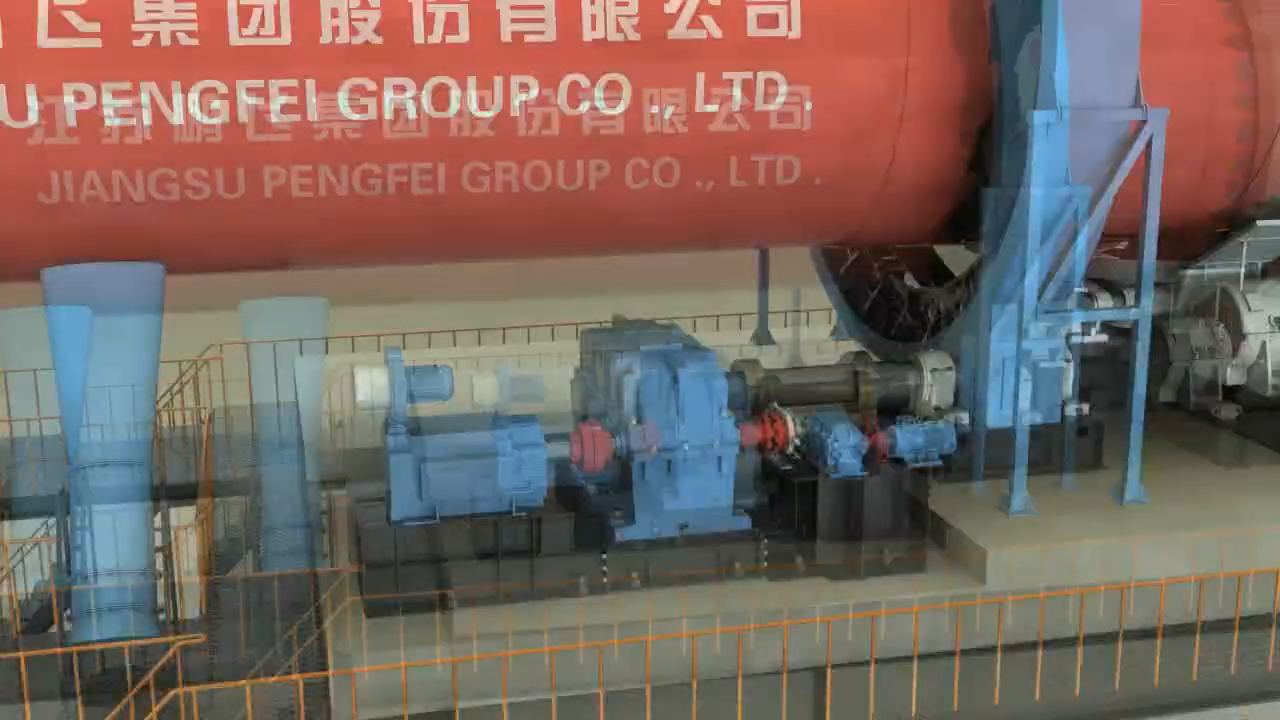 飞集团股份有限公司
U PENGFEI GROUP CO ., LTD .
江苏鹏飞集团股份有限公司
JIANGSU PENGFEI GROUP CO ., LTD .